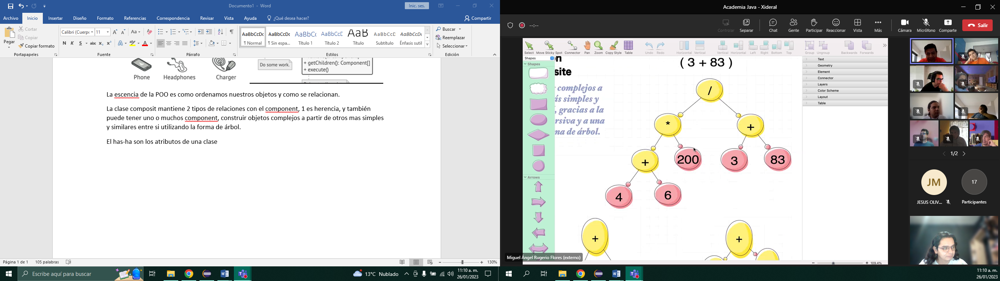 Documento1 - Word
Inic. ses.
Archivo Inicio Insertar Diseño Formato Referencias Correspondencia Revisar Vista Ayuda ¿Qué desea hacer? Compartir
Pegar
Cortar
Copiar
Copiar formato
Portapapeles
Calibri (Cuerpo 11
N K S abc x₂ x² A A
Aa
Fuente
Párrafo
AaBbCcDc AaBbCcDc AaBbCc AaBbCcD AaB AaBbCcD AaBbCcDc
¶ Normal ¶ Sin espa... Título 1 Título 2 Título Subtítulo Énfasis sutil
Estilos
Buscar
Reemplazar
Seleccionar
Edición
Phone
Headphones
Charger
Do some work.
+ getChildren(): Component[]
+ execute()
La escencia de la POO es como ordenamos nuestros objetos y como se relacionan.
La clase composit mantiene 2 tipos de relaciones con el component, 1 es herencia, y también
puede tener uno o muchos component, construir objetos complejos a partir de otros mas simples
y similares entre si utilizando la forma de árbol.
El has-ha son los atributos de una clase
Página 1 de 1 105 palabras
130%
Escribe aquí para buscar
13°C Nublado
11:10 a. m.
26/01/2023
Academia Java - Xideral
--:--
Controlar Separar Chat Gente Participar Reaccionar Vista Más Cámara Micrófono Comparte Salir
Select Move Sticky Spot Connector Pan Zoom Copy Style Table Undo Redo Horizontal Vertical Vertical Horizontal Left Right Bottom Top Group Ungroup Backwards Forwards
Shapes
Shapes
Arrows
n
site
( 3 + 83 )
complejos a
ás simples y
, gracias a la
rsiva y a una
ma de árbol.
/
* +
+ 200 3 83
4 6
+ +
Text
Geometry
Element
Connector
Layers
Color Scheme
Layout
Table
109.4%
Miguel Ángel Rugerio Flores (externo)
1/2
JM
JESUS OLIV...
17
Participantes
11:10 a. m.
26/01/2023